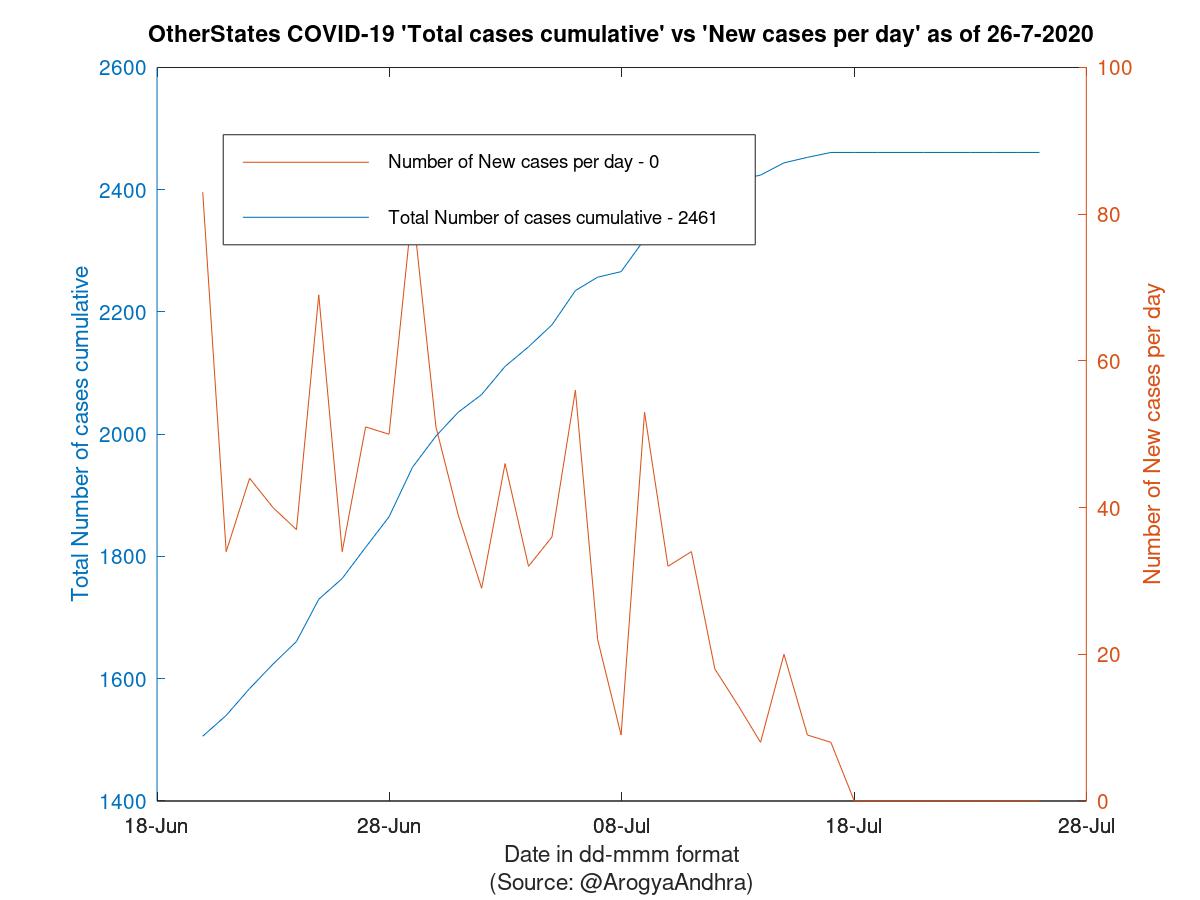 OtherStates COVID-19 'Total cases cumulative' vs 'New cases per day' as of 26-7-2020
2600
2400
2200
2000
1800
1600
1400
Total Number of cases cumulative
Number of New cases per day - 0
Total Number of cases cumulative - 2461
100
80
60
40
20
0
Number of New cases per day
18-Jun
28-Jun
08-Jul
18-Jul
28-Jul
Date in dd-mmm format
(Source: @ArogyaAndhra)